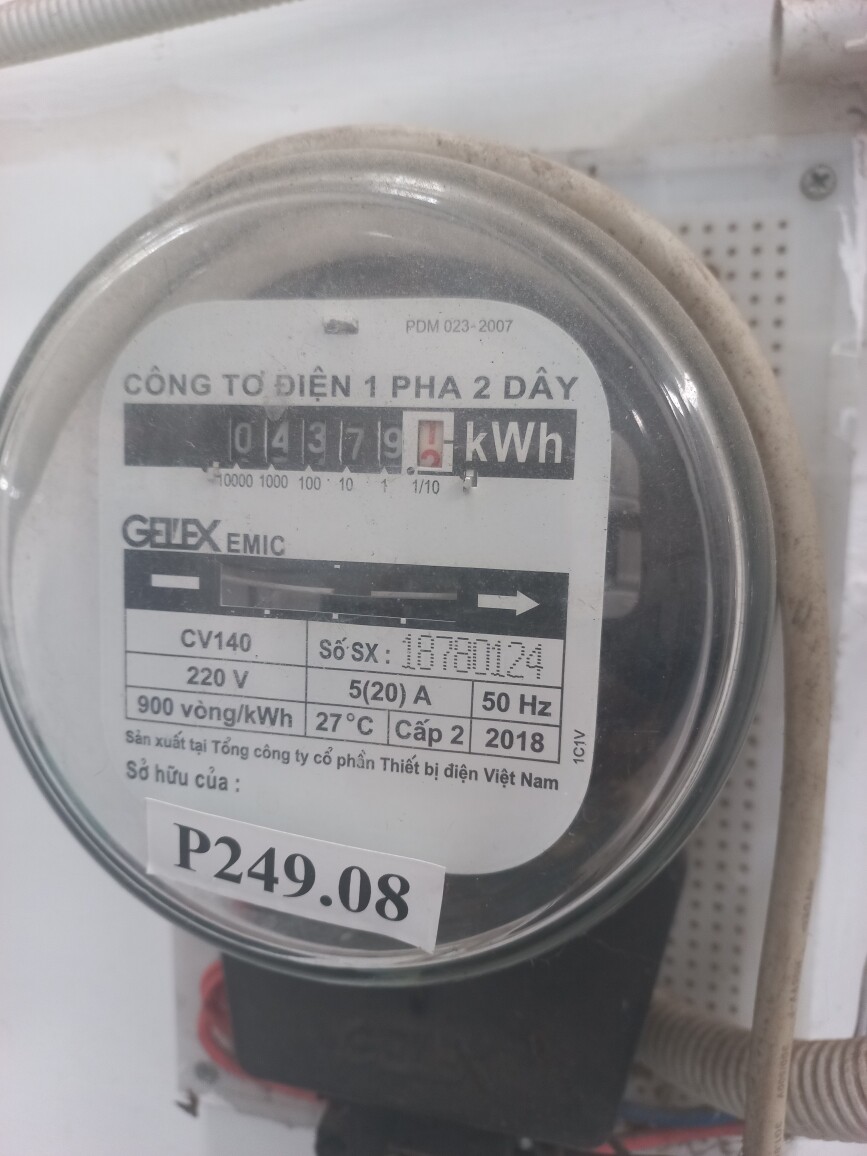 PDM 023-2007
CÔNG TƠ ĐIỆN 1 PHA 2 DÂY
0 4 3 7 9 kWh
10000 1000 100 10 1 1/10
GELEX EMIC
CV140 Số SX : 18780124
220 V 5(20) A 50 Hz
900 vòng/kWh 27°C Cấp 2 2018
1C1V
Sản xuất tại Tổng công ty cổ phần Thiết bị điện Việt Nam
Sở hữu của :
P249.08